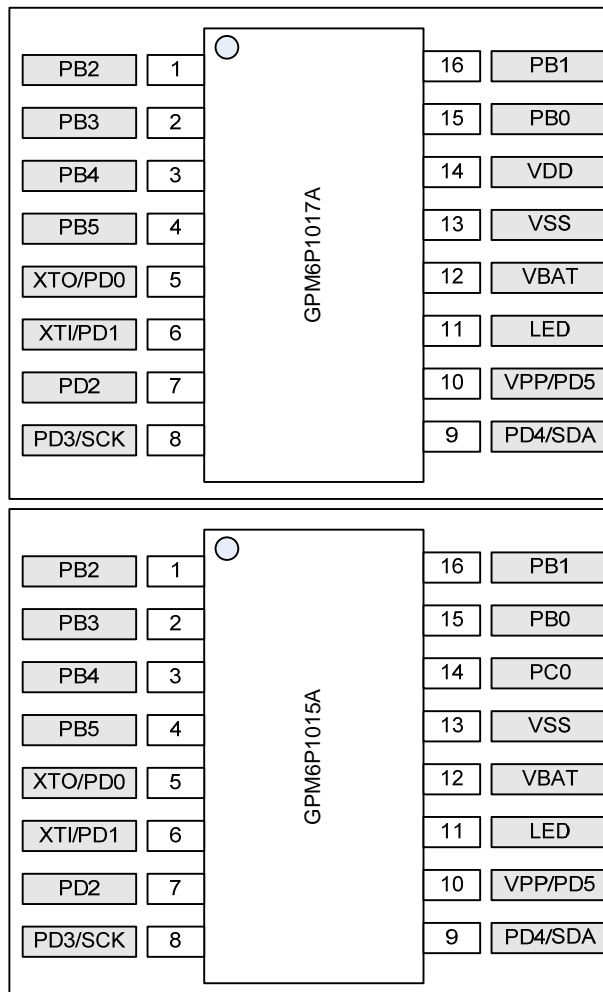 PB2 1 16 PB1
PB3 2 15 PB0
PB4 3 14 VDD
PB5 4 13 VSS
XTO/PD0 5 12 VBAT
XTI/PD1 6 11 LED
PD2 7 10 VPP/PD5
PD3/SCK 8 9 PD4/SDA
GPM6P1017A
PB2 1 16 PB1
PB3 2 15 PB0
PB4 3 14 PC0
PB5 4 13 VSS
XTO/PD0 5 12 VBAT
XTI/PD1 6 11 LED
PD2 7 10 VPP/PD5
PD3/SCK 8 9 PD4/SDA
GPM6P1015A